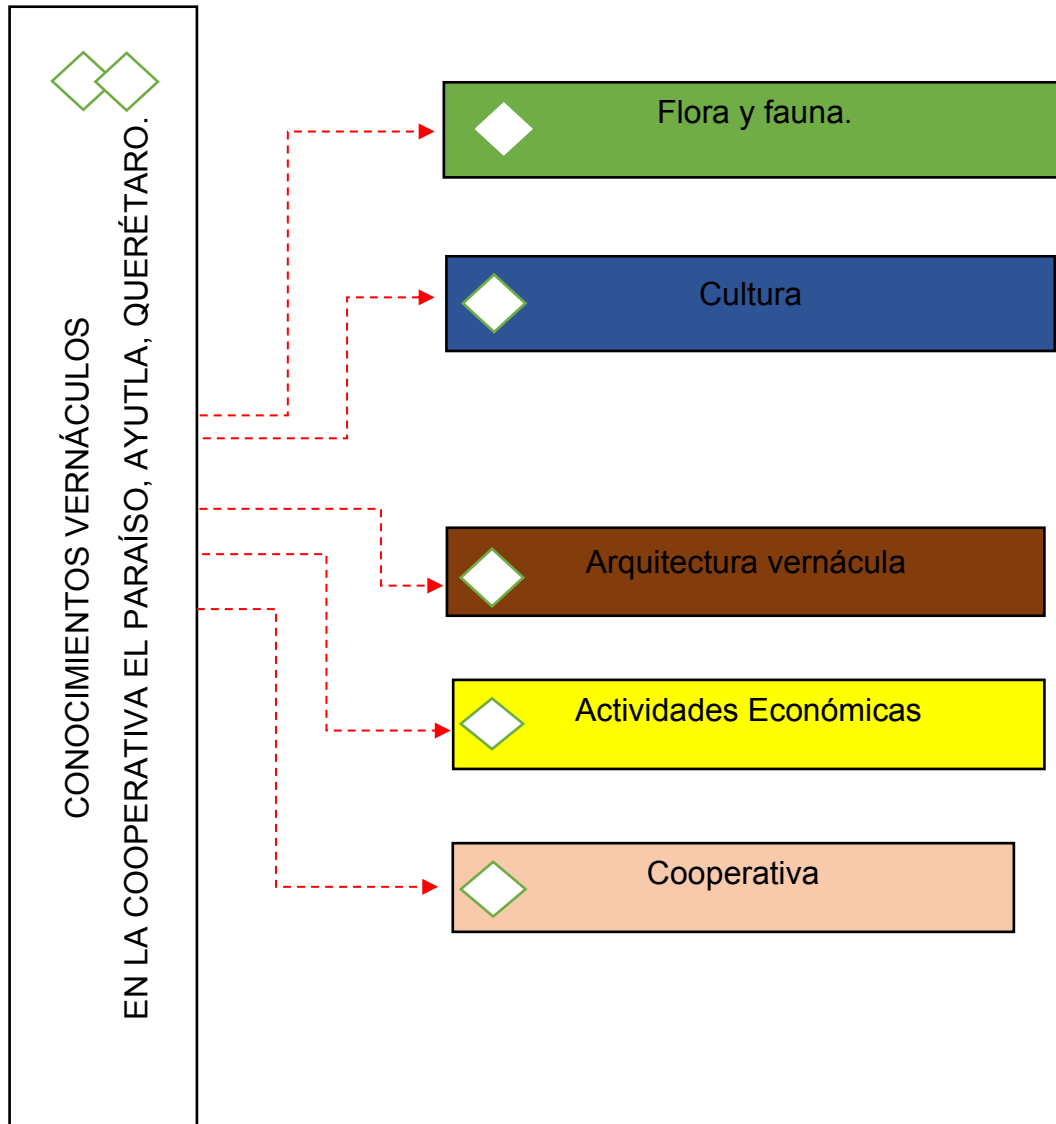 CONOCIMIENTOS VERNÁCULOS
EN LA COOPERATIVA EL PARAÍSO, AYUTLA, QUERÉTARO.
Flora y fauna.
Cultura
Arquitectura vernácula
Actividades Económicas
Cooperativa